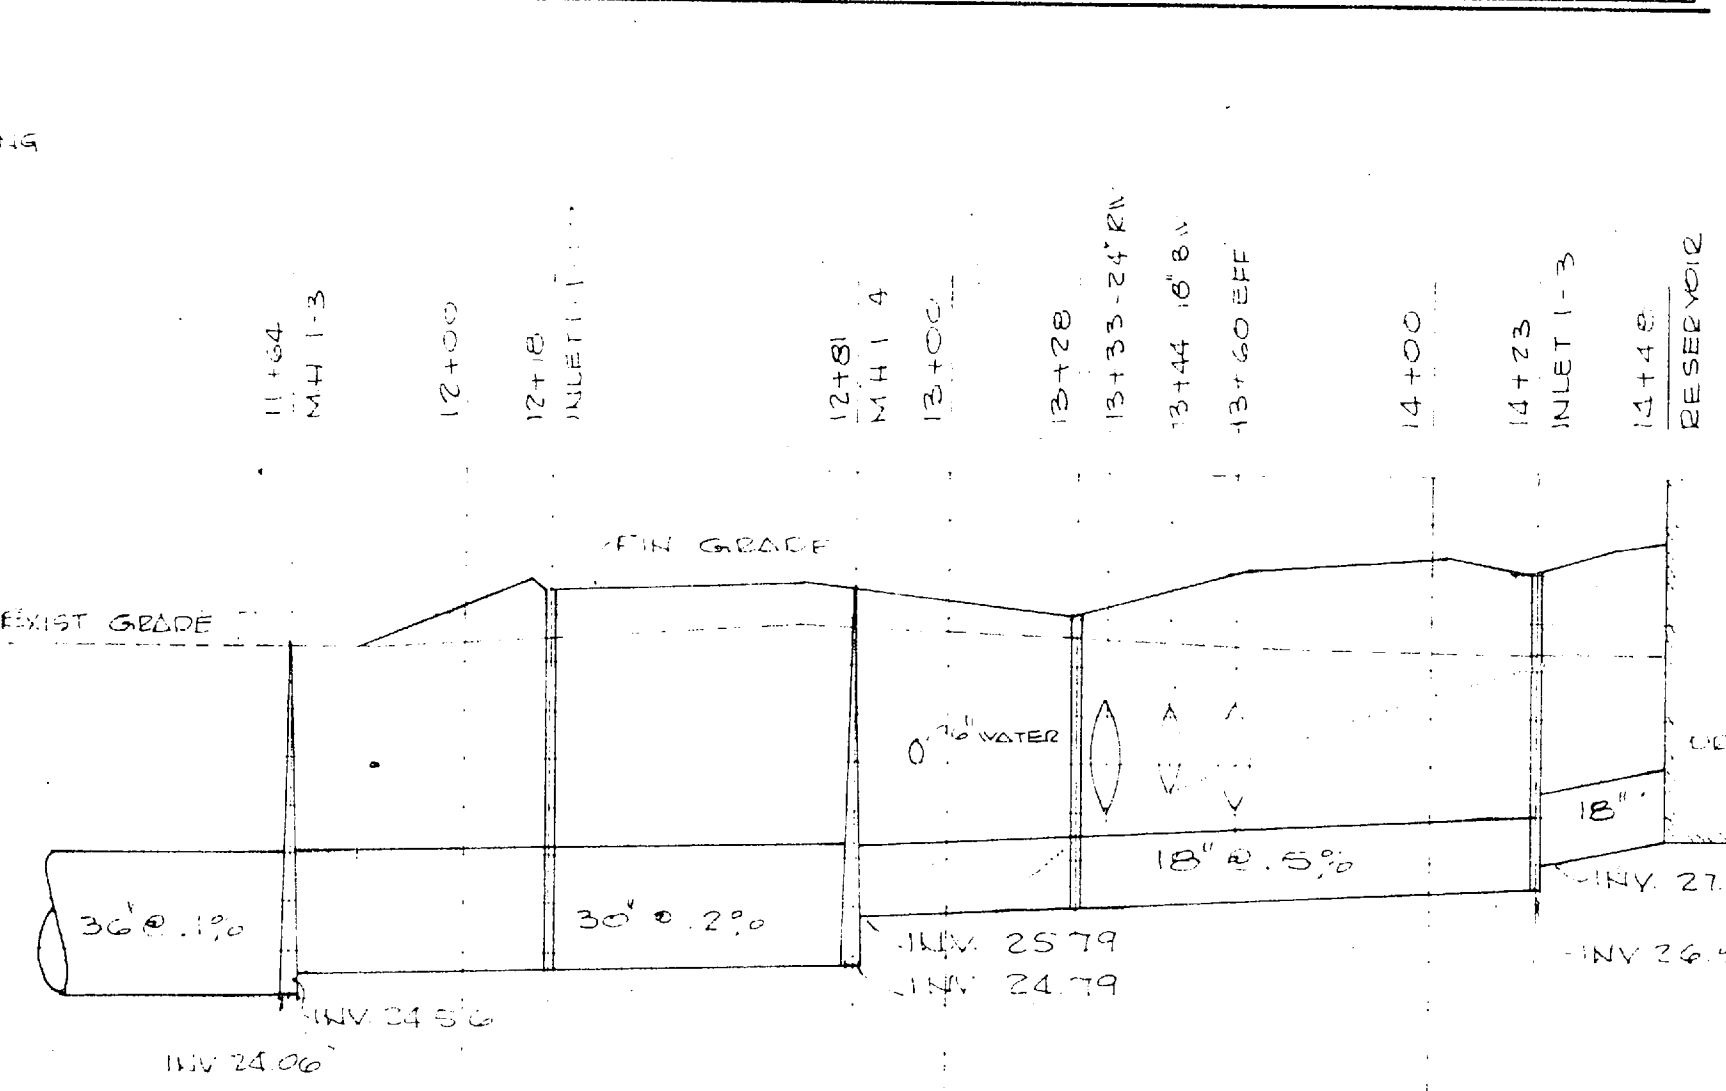 11+64
MH 1-3
12+00
12+18
INLET 1-1
12+81
MH 1 4
13+00
13+28
13+33-24"
13+44 18"
13+60 EFF
14+00
14+23
INLET 1-3
14+48
RESERVOIR
FIN GRADE
EXIST GRADE
16" WATER
18"
18" @ .5%
INV. 27.
36" @ .1%
30" @ .2%
INV. 25.79
INV 26.
INV 24.79
INV. 24.56
INV 24.06